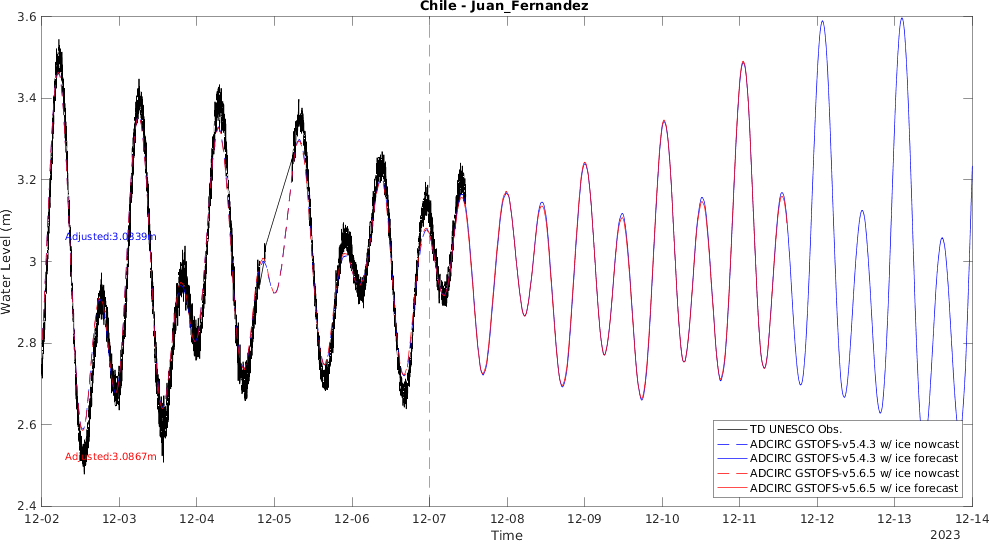 Chile - Juan_Fernandez
3.6
3.4
3.2
3
2.8
2.6
2.4
Water Level (m)
Adjusted:3.0839m
Adjusted:3.0867m
TD UNESCO Obs.
ADCIRC GSTOFS-v5.4.3 w/ ice nowcast
ADCIRC GSTOFS-v5.4.3 w/ ice forecast
ADCIRC GSTOFS-v5.6.5 w/ ice nowcast
ADCIRC GSTOFS-v5.6.5 w/ ice forecast
12-02 12-03 12-04 12-05 12-06 12-07 12-08 12-09 12-10 12-11 12-12 12-13 12-14
Time
2023